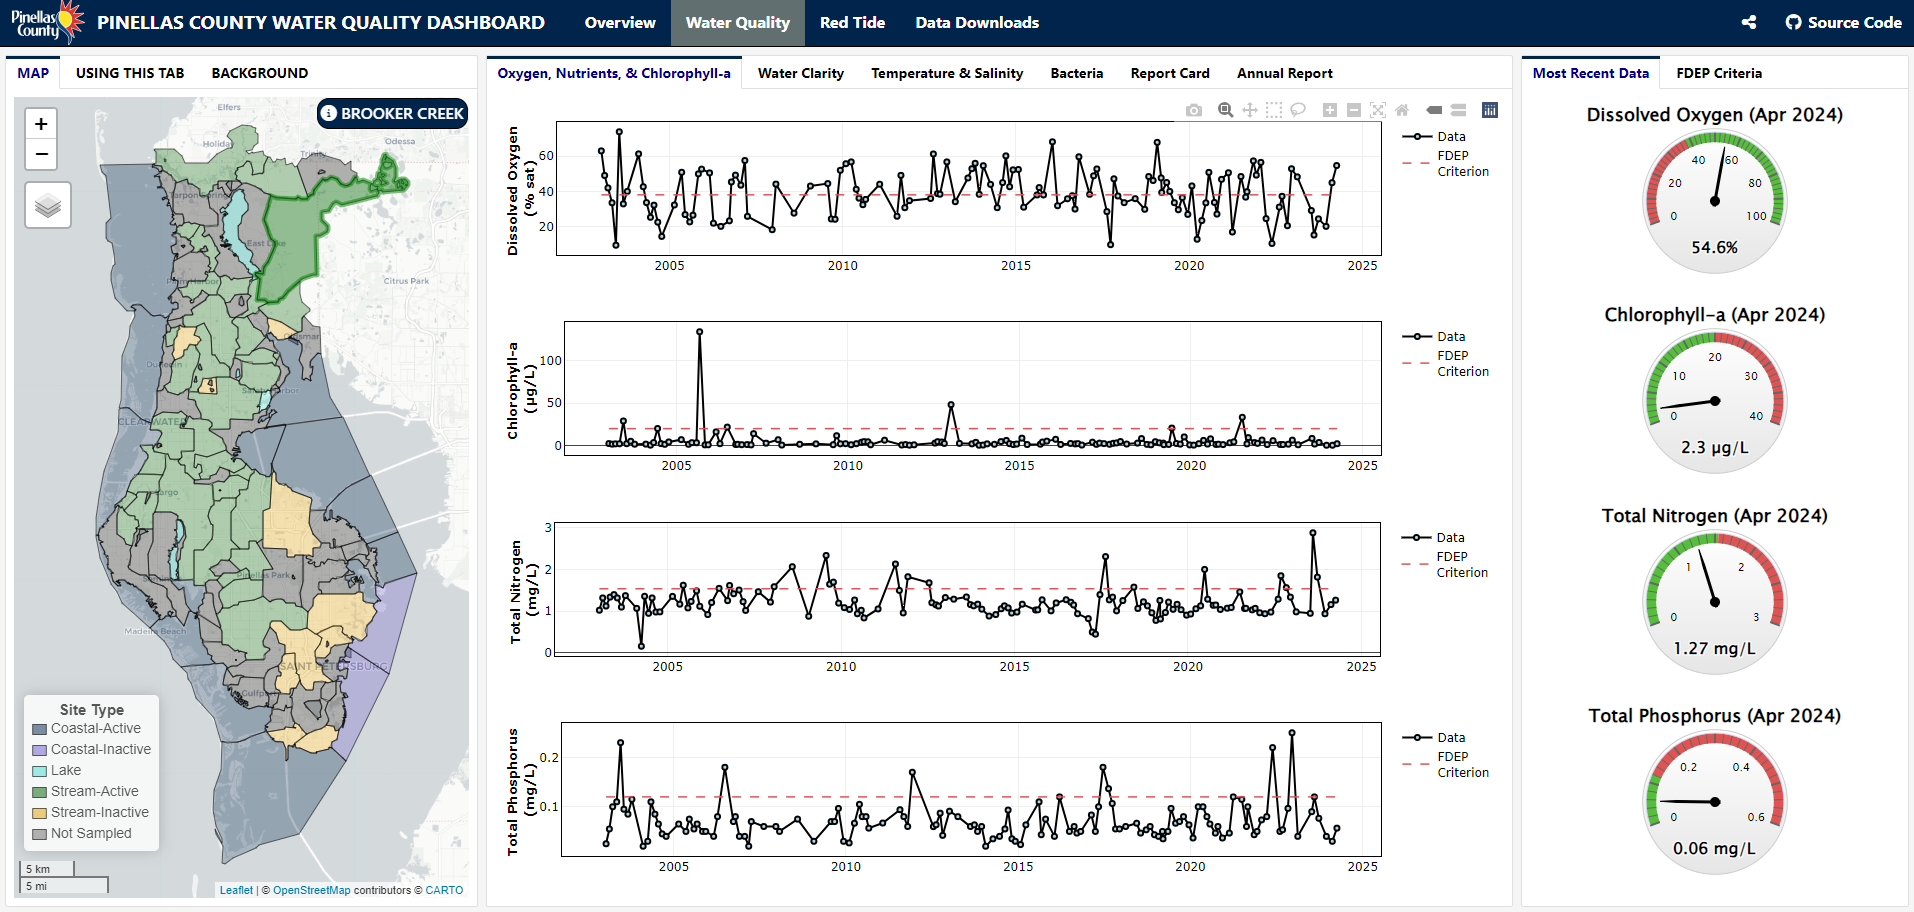 Pinellas County
PINELLAS COUNTY WATER QUALITY DASHBOARD
Overview
Water Quality
Red Tide
Data Downloads
Source Code
MAP
USING THIS TAB
BACKGROUND
+
−
BROOKER CREEK
Elfers
Holiday
Trinity
Odessa
Tarpon Springs
East Lake
Citrus Park
Palm Harbor
Oldsmar
Dunedin
Safety Harbor
CLEARWATER
Largo
Pinellas Park
Madeira Beach
SAINT PETERSBURG
Gulfport
Site Type
Coastal-Active
Coastal-Inactive
Lake
Stream-Active
Stream-Inactive
Not Sampled
5 km
5 mi
Leaflet | © OpenStreetMap contributors © CARTO
Oxygen, Nutrients, & Chlorophyll-a
Water Clarity
Temperature & Salinity
Bacteria
Report Card
Annual Report
Dissolved Oxygen
(% sat)
60
40
20
2005
2010
2015
2020
2025
Data
FDEP
Criterion
Chlorophyll-a
(µg/L)
100
50
0
2005
2010
2015
2020
2025
Data
FDEP
Criterion
Total Nitrogen
(mg/L)
3
2
1
0
2005
2010
2015
2020
2025
Data
FDEP
Criterion
Total Phosphorus
(mg/L)
0.2
0.1
2005
2010
2015
2020
2025
Data
FDEP
Criterion
Most Recent Data
FDEP Criteria
Dissolved Oxygen (Apr 2024)
0
20
40
60
80
100
54.6%
Chlorophyll-a (Apr 2024)
0
10
20
30
40
2.3 µg/L
Total Nitrogen (Apr 2024)
0
1
2
3
1.27 mg/L
Total Phosphorus (Apr 2024)
0
0.2
0.4
0.6
0.06 mg/L